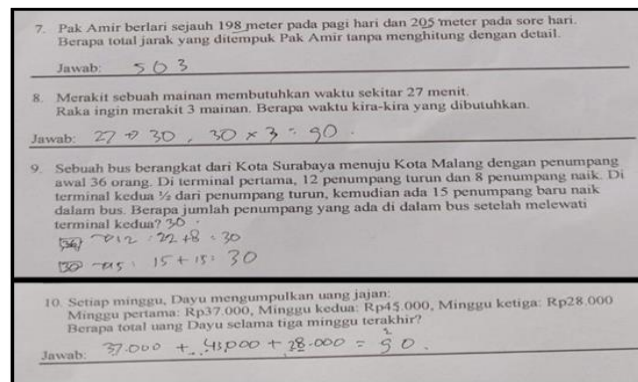 7. Pak Amir berlari sejauh 198 meter pada pagi hari dan 205 meter pada sore hari.
Berapa total jarak yang ditempuk Pak Amir tanpa menghitung dengan detail.
Jawab: 503
8. Merakit sebuah mainan membutuhkan waktu sekitar 27 menit.
Raka ingin merakit 3 mainan. Berapa waktu kira-kira yang dibutuhkan.
Jawab: 27 → 30, 30 × 3 = 90.
9. Sebuah bus berangkat dari Kota Surabaya menuju Kota Malang dengan penumpang
awal 36 orang. Di terminal pertama, 12 penumpang turun dan 8 penumpang naik. Di
terminal kedua ½ dari penumpang turun, kemudian ada 15 penumpang baru naik
dalam bus. Berapa jumlah penumpang yang ada di dalam bus setelah melewati
terminal kedua? 30.
36 → 12 : 22 + 8 = 30
30 → 15 : 15 + 15 = 30
10. Setiap minggu, Dayu mengumpulkan uang jajan:
Minggu pertama: Rp37.000, Minggu kedua: Rp45.000, Minggu ketiga: Rp28.000
Berapa total uang Dayu selama tiga minggu terakhir?
Jawab: 37.000 + 45.000 + 28.000 =